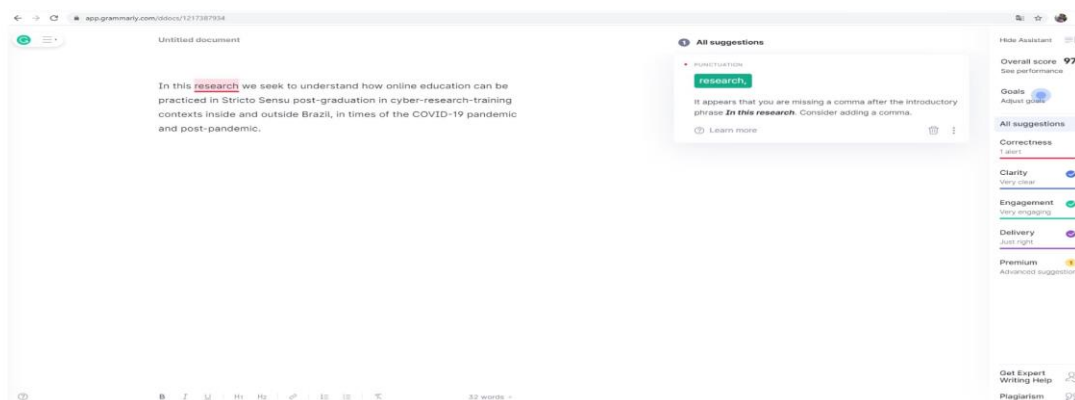 app.grammarly.com/ddocs/1217387934
Untitled document
In this research we seek to understand how online education can be
practiced in Stricto Sensu post-graduation in cyber-research-training
contexts inside and outside Brazil, in times of the COVID-19 pandemic
and post-pandemic.
1 All suggestions
PUNCTUATION
research,
It appears that you are missing a comma after the introductory
phrase In this research. Consider adding a comma.
Learn more
Hide Assistant
Overall score 97
See performance
Goals
Adjust goals
All suggestions
Correctness
1 alert
Clarity
Very clear
Engagement
Very engaging
Delivery
Just right
Premium
Advanced suggestion
Get Expert
Writing Help
Plagiarism
B I U H1 H2
32 words